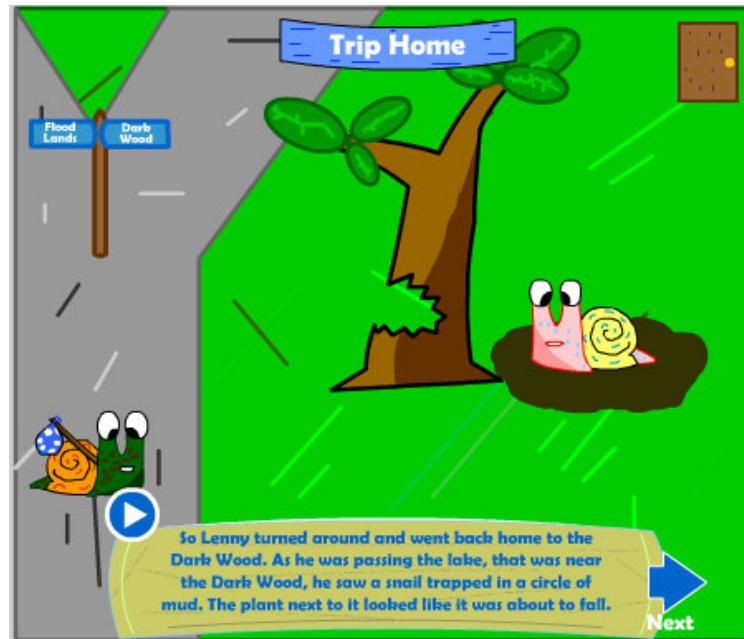 Trip Home
Flood
Lands
Dark
Wood
So Lenny turned around and went back home to the
Dark Wood. As he was passing the lake, that was near
the Dark Wood, he saw a snail trapped in a circle of
mud. The plant next to it looked like it was about to fall.
Next